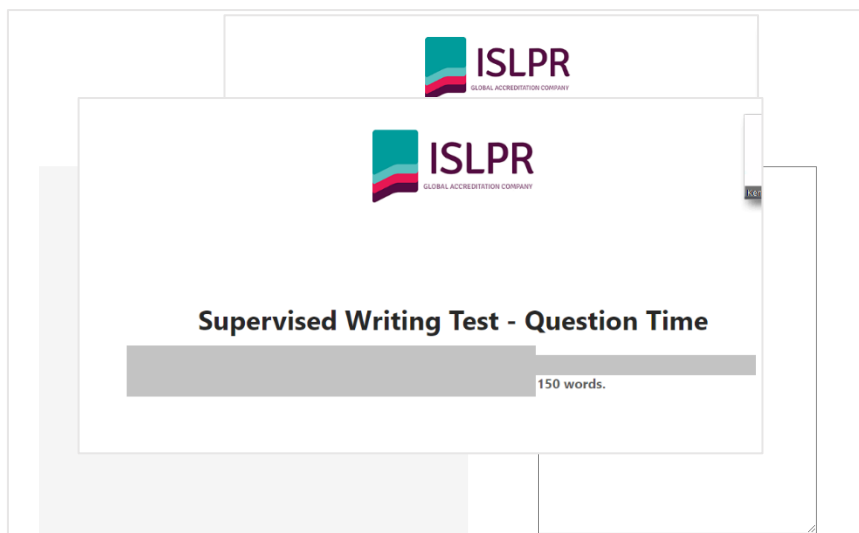 ISLPR
GLOBAL ACCREDITATION COMPANY
ISLPR
GLOBAL ACCREDITATION COMPANY
Supervised Writing Test - Question Time
150 words.